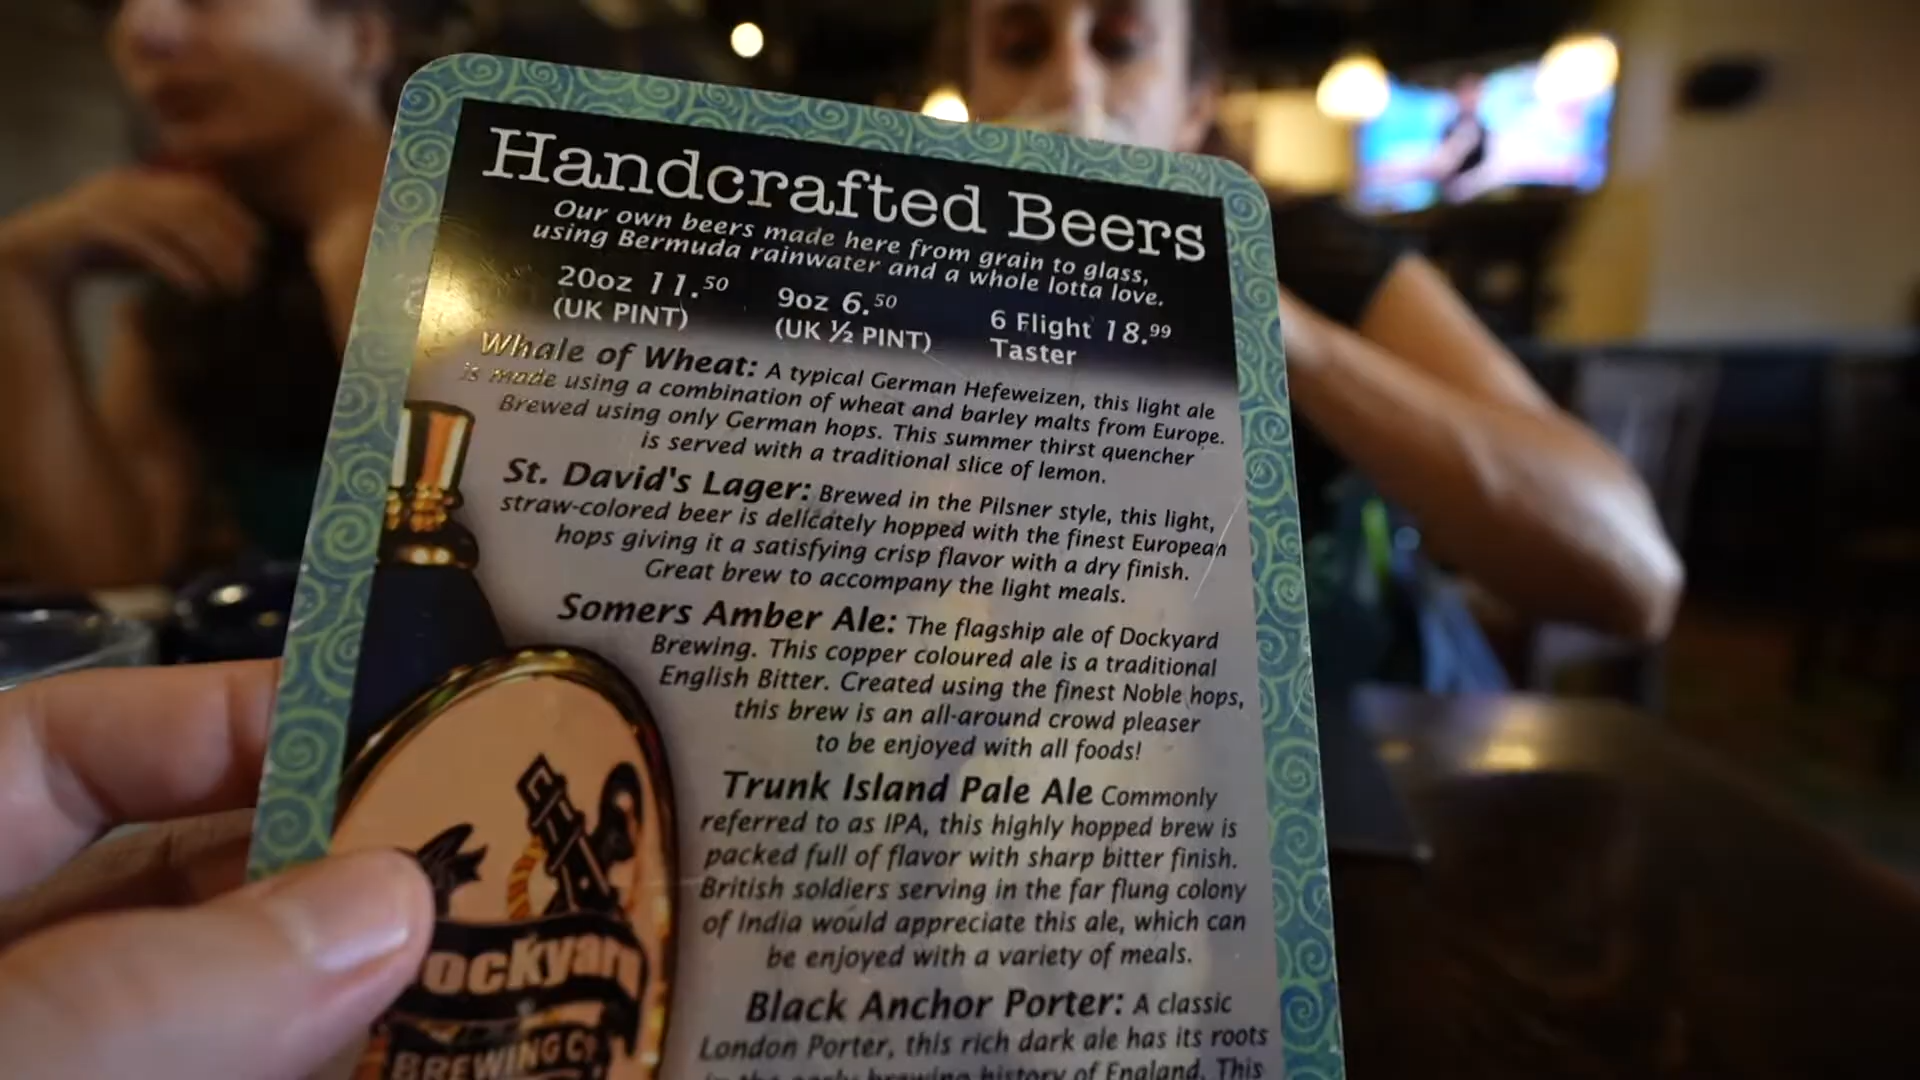 Handcrafted Beers
Our own beers made here from grain to glass,
using Bermuda rainwater and a whole lotta love.
20oz 11.50
(UK PINT)
9oz 6.50
(UK ½ PINT)
6 Flight 18.99
Taster
Whale of Wheat: A typical German Hefeweizen, this light ale
is made using a combination of wheat and barley malts from Europe.
Brewed using only German hops. This summer thirst quencher
is served with a traditional slice of lemon.
St. David's Lager: Brewed in the Pilsner style, this light,
straw-colored beer is delicately hopped with the finest European
hops giving it a satisfying crisp flavor with a dry finish.
Great brew to accompany the light meals.
Somers Amber Ale: The flagship ale of Dockyard
Brewing. This copper coloured ale is a traditional
English Bitter. Created using the finest Noble hops,
this brew is an all-around crowd pleaser
to be enjoyed with all foods!
Trunk Island Pale Ale Commonly
referred to as IPA, this highly hopped brew is
packed full of flavor with sharp bitter finish.
British soldiers serving in the far flung colony
of India would appreciate this ale, which can
be enjoyed with a variety of meals.
Black Anchor Porter: A classic
London Porter, this rich dark ale has its roots
in the early brewing history of England. This
ockyard
BREWING Co